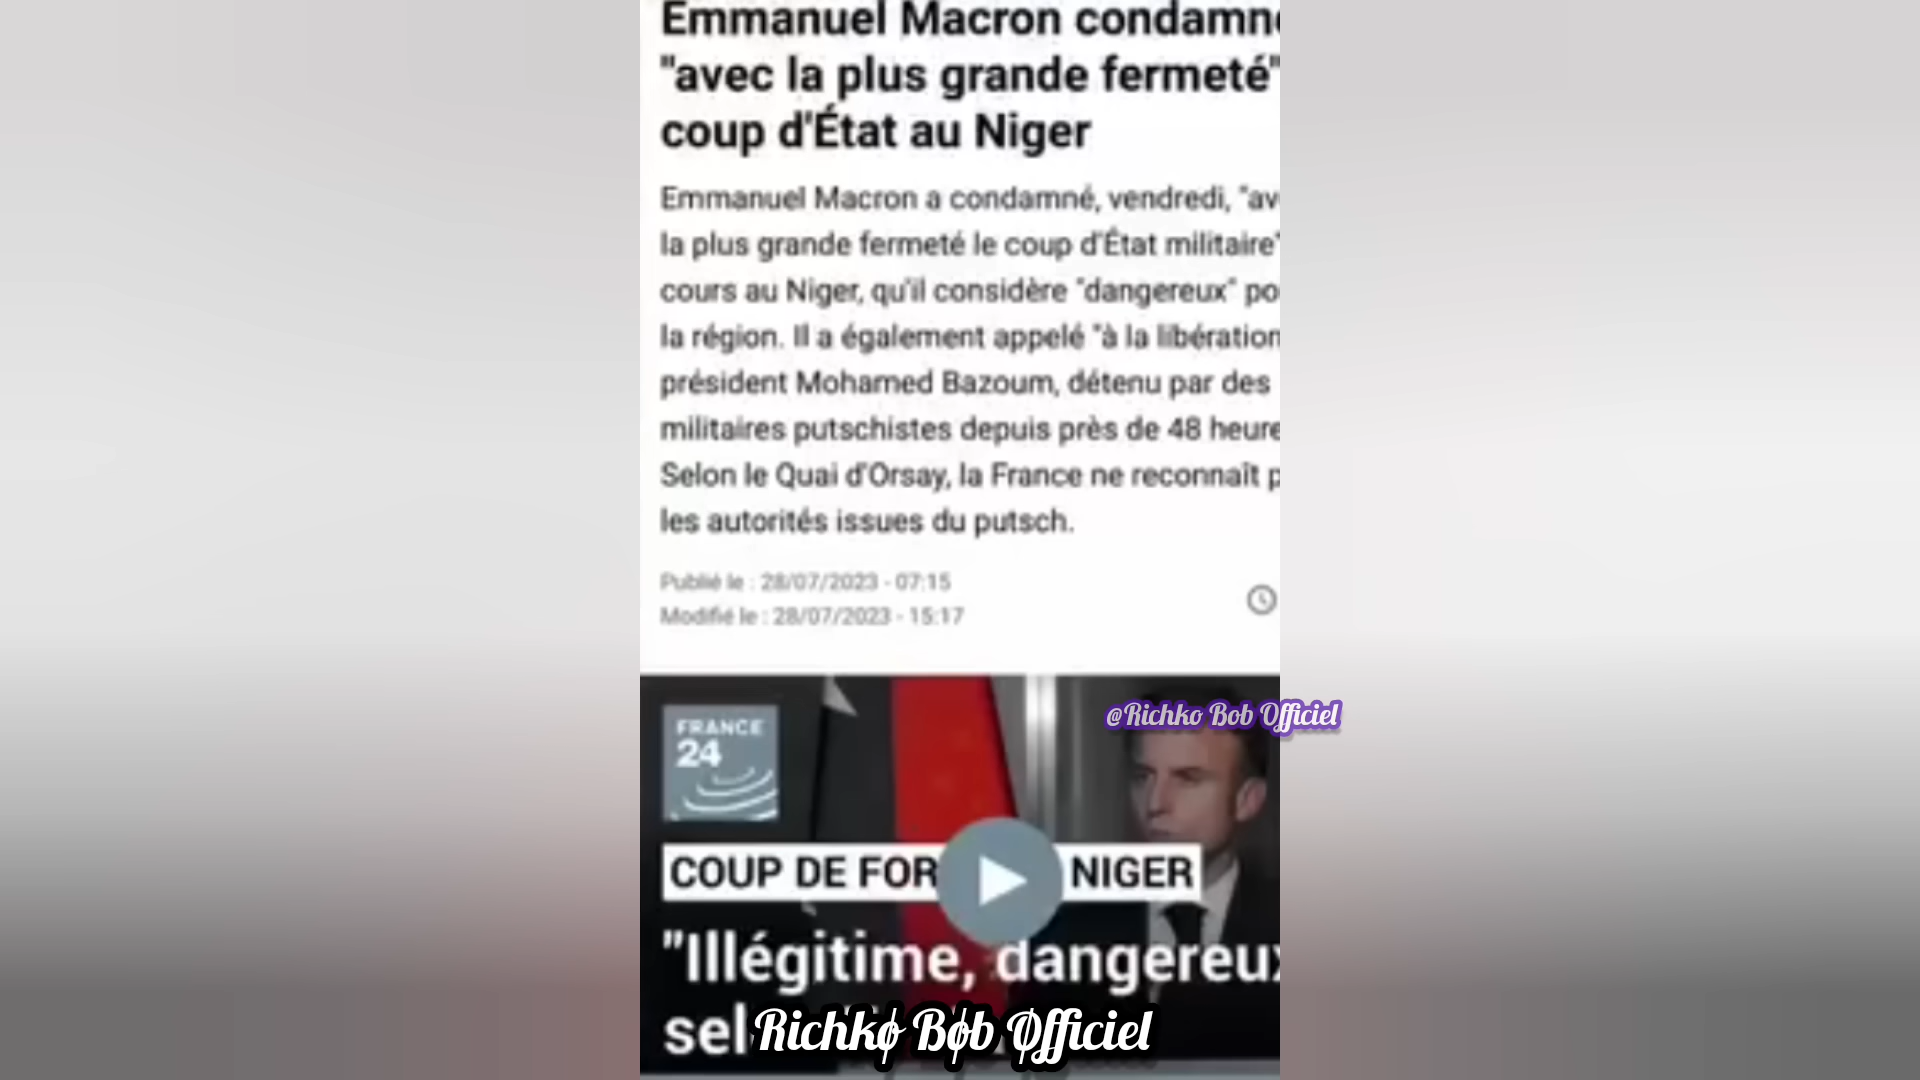 Emmanuel Macron condamne
"avec la plus grande fermeté"
coup d'État au Niger
Emmanuel Macron a condamné, vendredi, "av
la plus grande fermeté le coup d'État militaire"
cours au Niger, qu'il considère "dangereux" po
la région. Il a également appelé "à la libération
président Mohamed Bazoum, détenu par des
militaires putschistes depuis près de 48 heure
Selon le Quai d'Orsay, la France ne reconnaît p
les autorités issues du putsch.
Publié le : 28/07/2023 - 07:15
Modifié le : 28/07/2023 - 15:17
@Richko Bob Officiel
FRANCE
24
COUP DE FOR NIGER
"Illégitime, dangereux
sel
Richko Bob Officiel